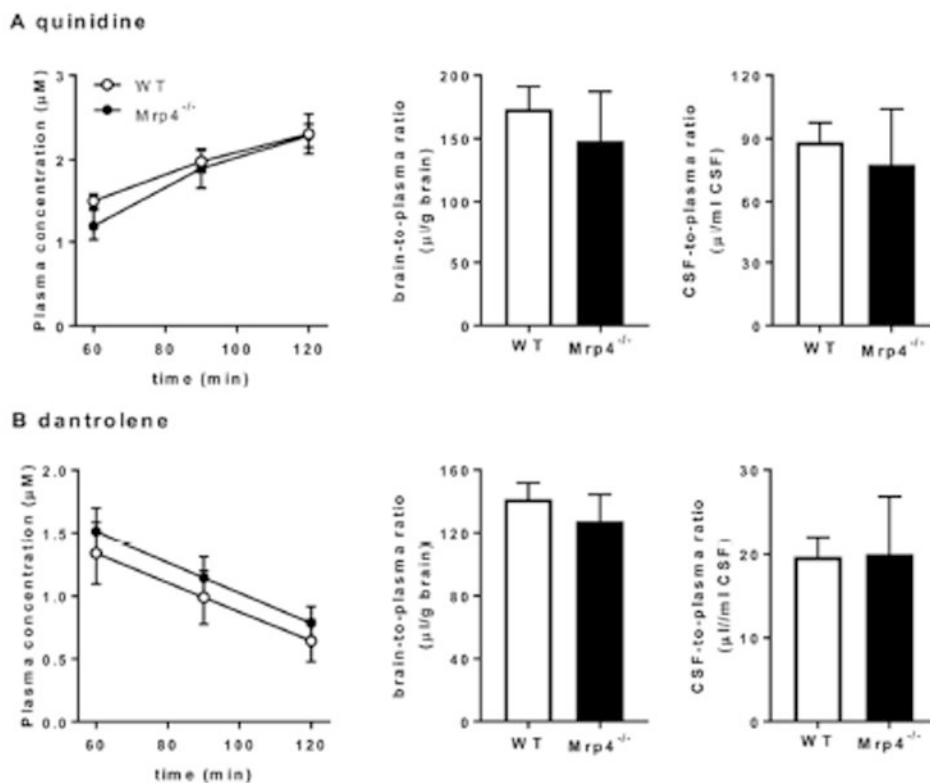 A quinidine
Plasma concentration (µM)
3
2
1
0
60
80
100
120
time (min)
WT
Mrp4-/-
brain-to-plasma ratio
(µl/g brain)
200
150
100
50
0
WT
Mrp4-/-
CSF-to-plasma ratio
(µl/ml CSF)
120
90
60
30
0
WT
Mrp4-/-
B dantrolene
Plasma concentration (µM)
2.0
1.5
1.0
0.5
0.0
60
80
100
120
time (min)
brain-to-plasma ratio
(µl/g brain)
160
120
80
40
0
WT
Mrp4-/-
CSF-to-plasma ratio
(µl//ml CSF)
30
20
10
0
WT
Mrp4-/-